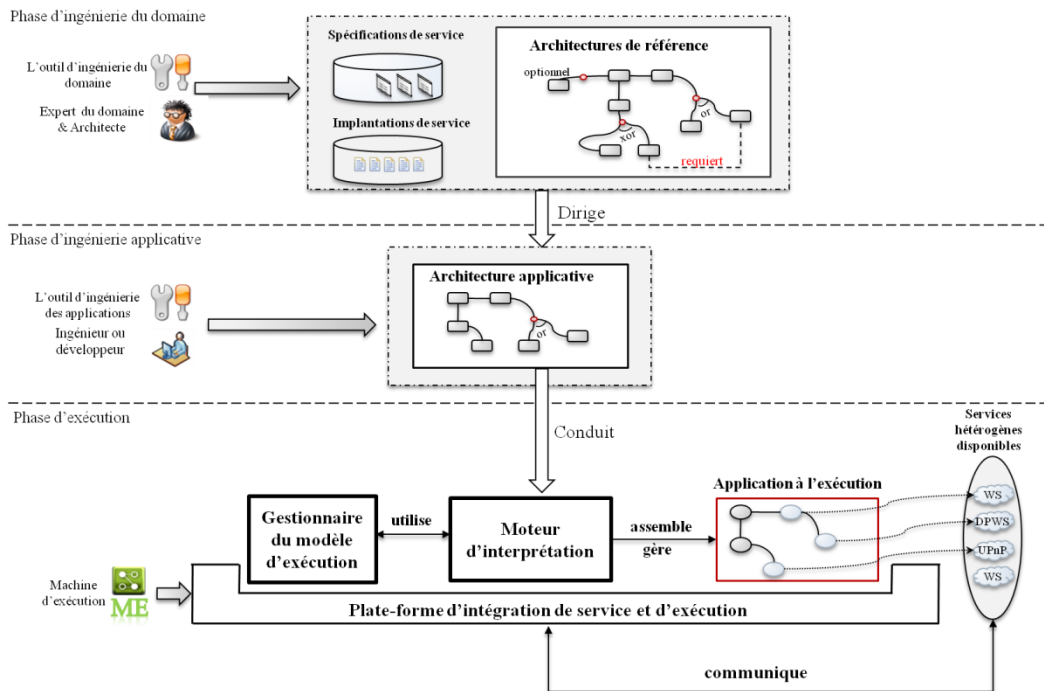 Phase d'ingénierie du domaine
L'outil d'ingénierie du
domaine
Expert du domaine
& Architecte
Spécifications de service
Implantations de service
Architectures de référence
optionnel
or
xor
requiert
Dirige
Phase d'ingénierie applicative
L'outil d'ingénierie
des applications
Ingénieur ou
développeur
Architecture applicative
or
Conduit
Phase d'exécution
Services
hétérogènes
disponibles
Gestionnaire
du modèle
d'exécution
utilise
Moteur
d'interprétation
assemble
gère
Application à l'exécution
WS
DPWS
UPnP
WS
Machine
d'exécution
ME
Plate-forme d'intégration de service et d'exécution
communique